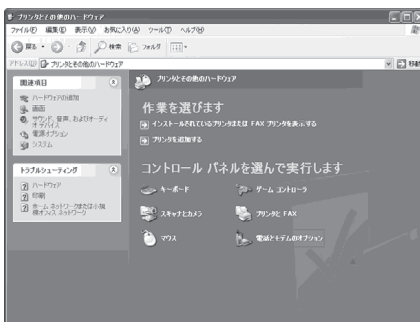 プリンタとその他のハードウェア
ファイル(F) 編集(E) 表示(V) お気に入り(A) ツール(T) ヘルプ(H)
戻る 検索 フォルダ
アドレス(D) プリンタとその他のハードウェア 移動
関連項目
ハードウェアの追加
画面
サウンド、音声、およびオーディオ デバイス
電源オプション
システム
トラブルシューティング
ハードウェア
印刷
ホーム ネットワークまたは小規模オフィス ネットワーク
プリンタとその他のハードウェア
作業を選びます
インストールされているプリンタまたは FAX プリンタを表示する
プリンタを追加する
コントロール パネルを選んで実行します
キーボード
ゲーム コントローラ
スキャナとカメラ
プリンタと FAX
マウス
電話とモデムのオプション